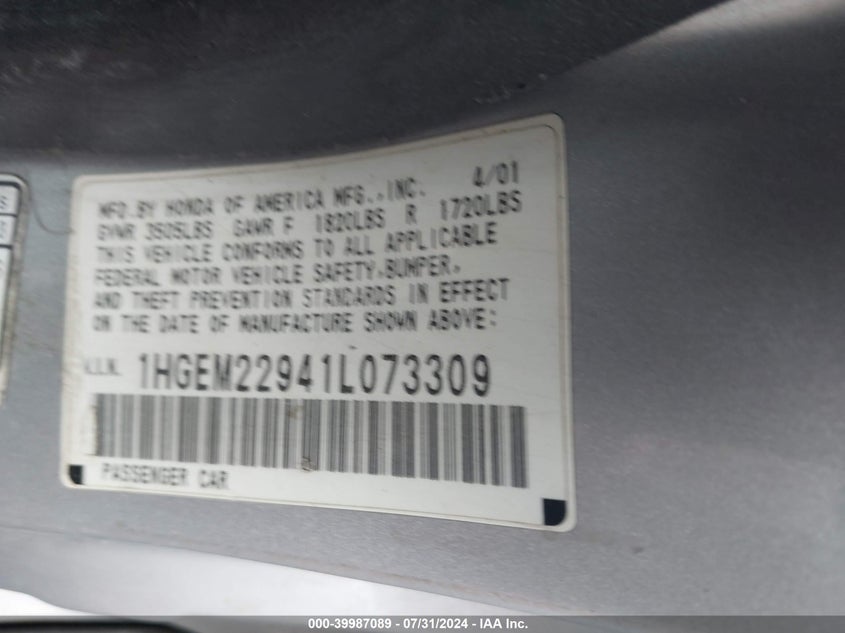 MFD.BY HONDA OF AMERICA MFG.,INC. 4/01
GVWR 3505LBS GAWR F 1820LBS R 1720LBS
THIS VEHICLE CONFORMS TO ALL APPLICABLE
FEDERAL MOTOR VEHICLE SAFETY,BUMPER,
AND THEFT PREVENTION STANDARDS IN EFFECT
ON THE DATE OF MANUFACTURE SHOWN ABOVE:
V.I.N. 1HGEM22941L073309
PASSENGER CAR
000-39987089 - 07/31/2024 - IAA Inc.